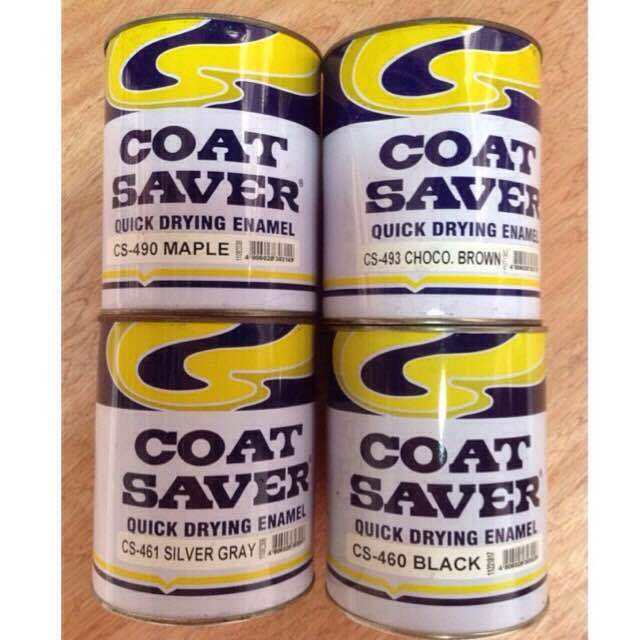 COAT
SAVER®
QUICK DRYING ENAMEL
CS-490 MAPLE
COAT
SAVER
QUICK DRYING ENAMEL
CS-493 CHOCO. BROWN
COAT
SAVER®
QUICK DRYING ENAMEL
CS-461 SILVER GRAY
COAT
SAVER®
QUICK DRYING ENAMEL
CS-460 BLACK